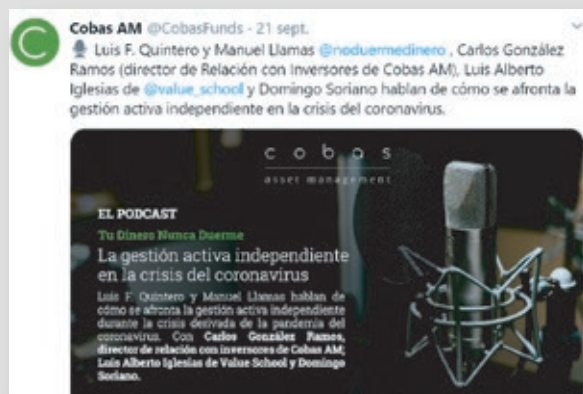 Cobas AM @CobasFunds · 21 sept.
Luis F. Quintero y Manuel Llamas @noduermedinero , Carlos González
Ramos (director de Relación con Inversores de Cobas AM), Luis Alberto
Iglesias de @value_school y Domingo Soriano hablan de cómo se afronta la
gestión activa independiente en la crisis del coronavirus.
cobas
asset management
EL PODCAST
Tu Dinero Nunca Duerme
La gestión activa independiente
en la crisis del coronavirus
Luis F. Quintero y Manuel Llamas hablan de
cómo se afronta la gestión activa independiente
durante la crisis derivada de la pandemia del
coronavirus. Con Carlos González Ramos,
director de relación con inversores de Cobas AM;
Luis Alberto Iglesias de Value School y Domingo
Soriano.